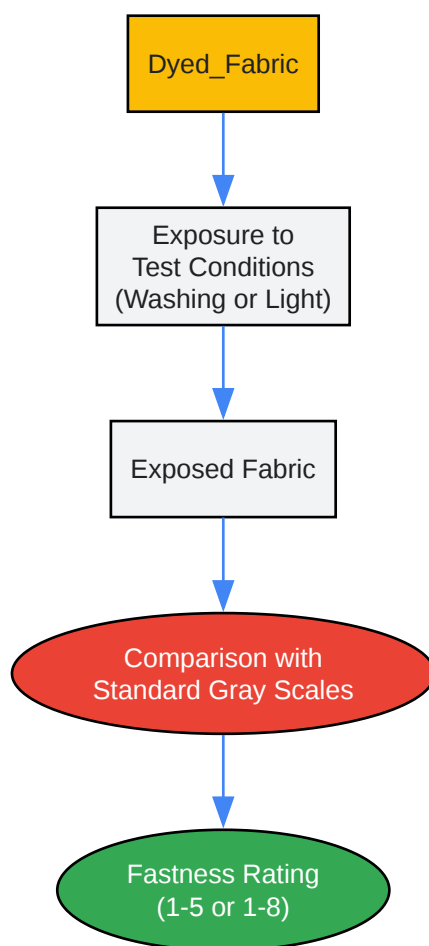 Dyed_Fabric
Exposure to
Test Conditions
(Washing or Light)
Exposed Fabric
Comparison with
Standard Gray Scales
Fastness Rating
(1-5 or 1-8)